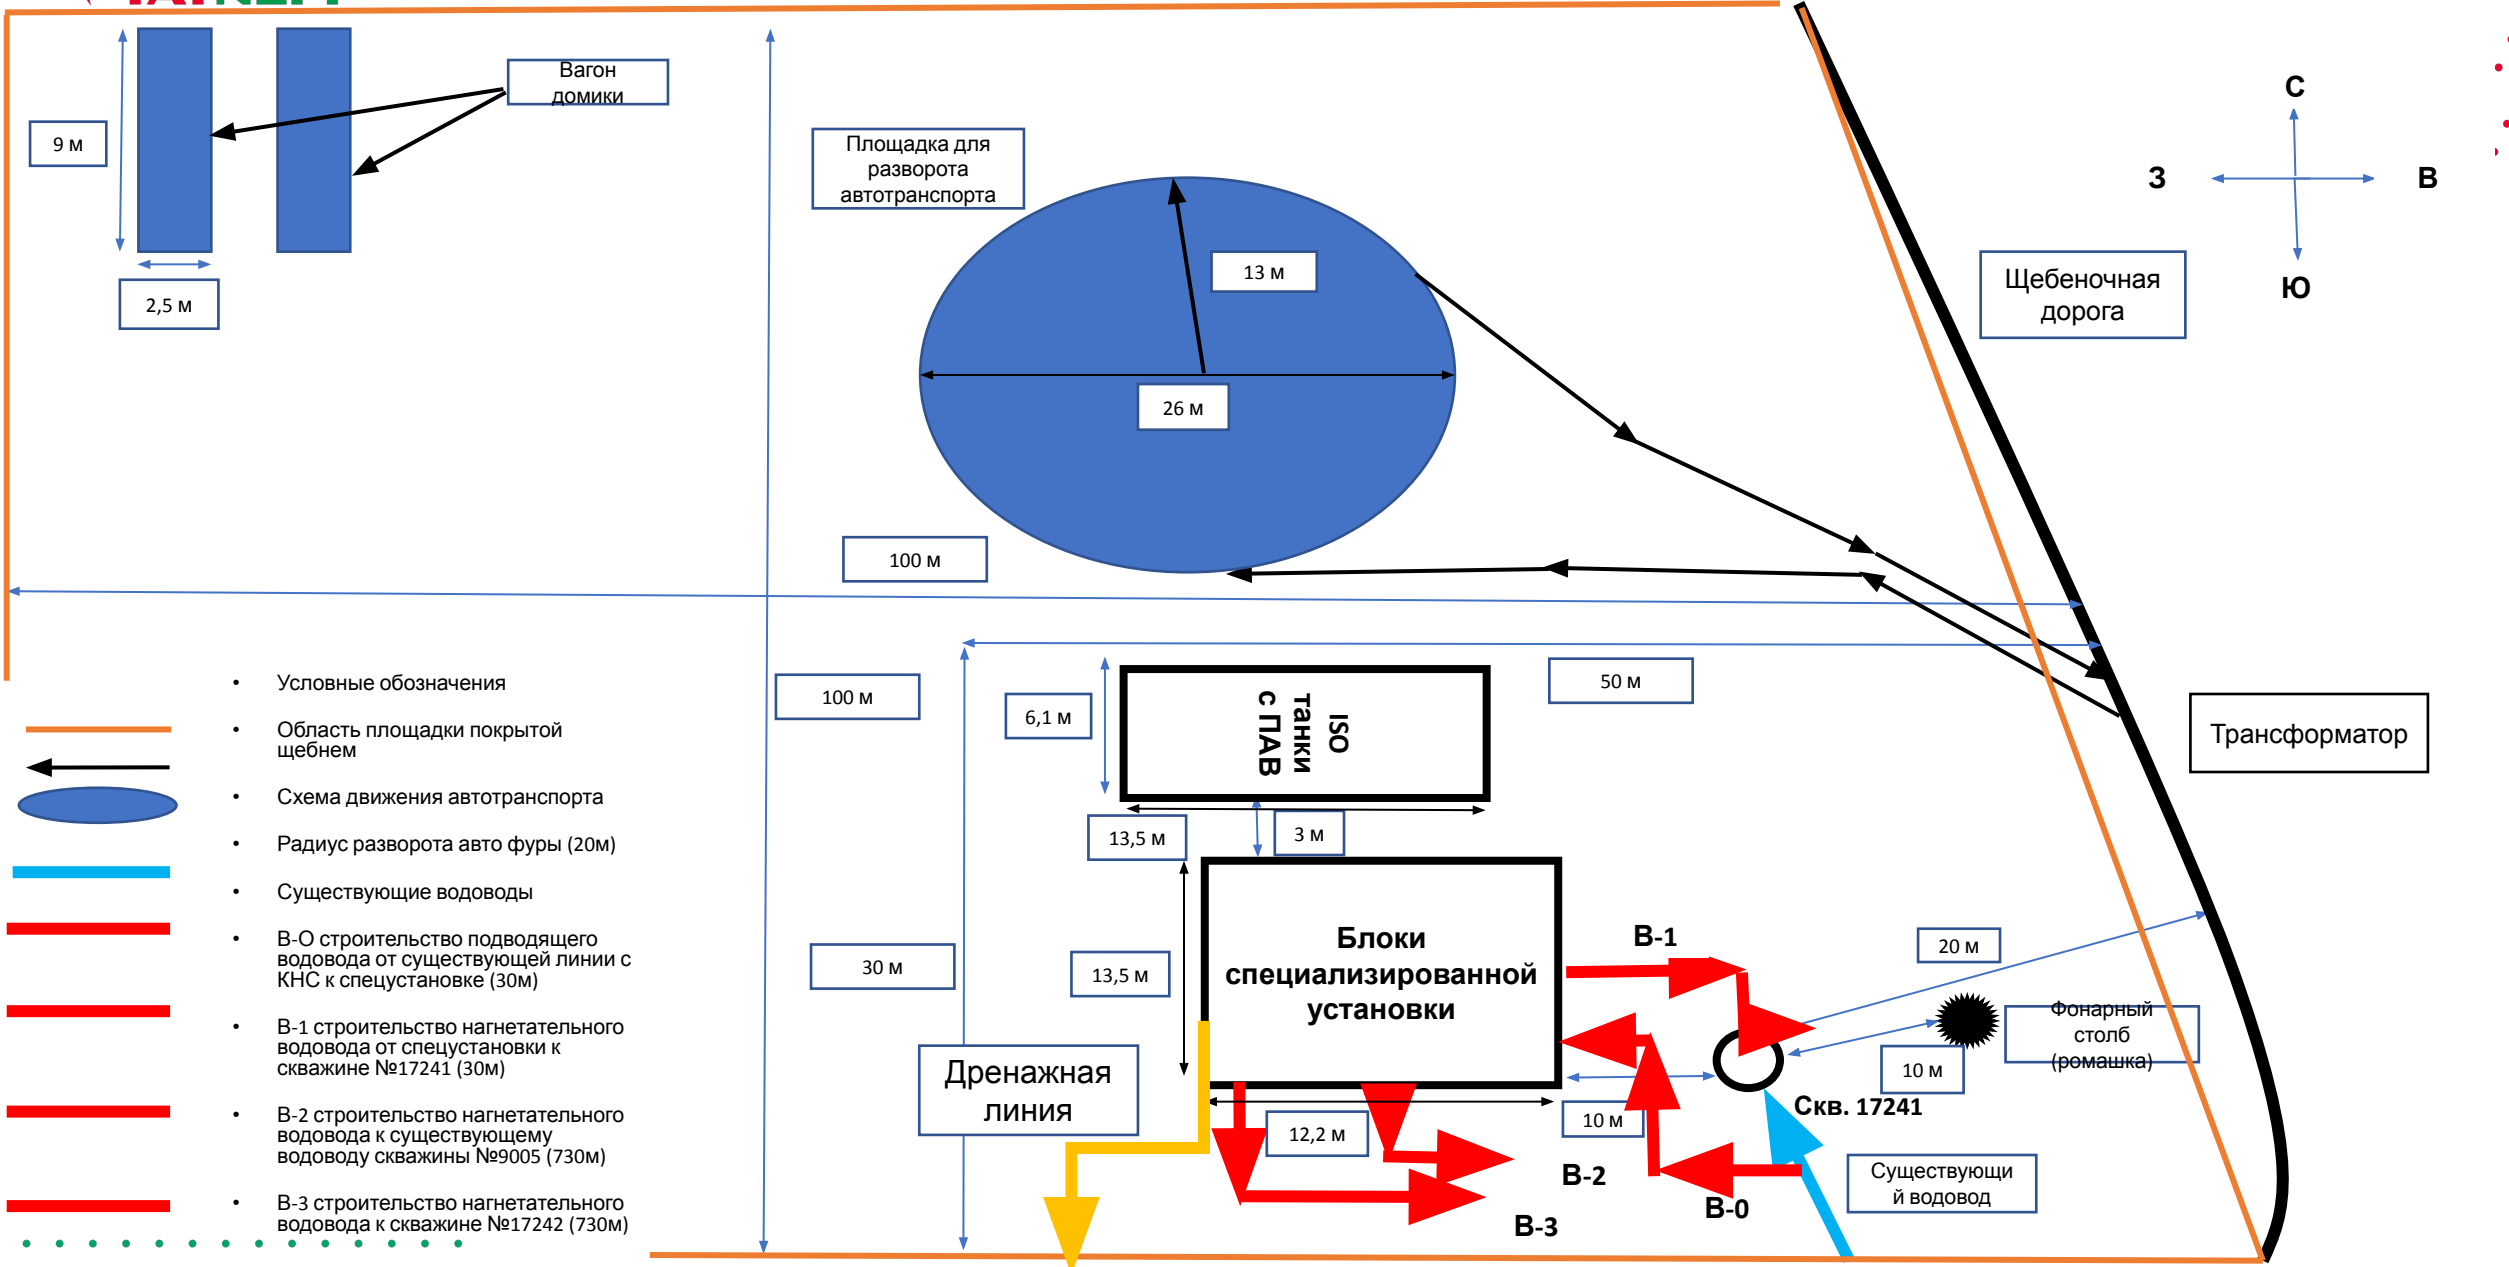 Вагон
домики
9 м
2,5 м
Площадка для
разворота
автотранспорта
13 м
26 м
С
З
В
Ю
Щебеночная
дорога
100 м
100 м
50 м
6,1 м
ISO
танки
с ПАВ
Трансформатор
13,5 м
3 м
30 м
13,5 м
Блоки
специализированной
установки
В-1
20 м
Фонарный
столб
(ромашка)
10 м
Дренажная
линия
12,2 м
10 м
Скв. 17241
В-2
В-3
В-0
Существующи
й водовод
• Условные обозначения
• Область площадки покрытой
щебнем
• Схема движения автотранспорта
• Радиус разворота авто фуры (20м)
• Существующие водоводы
• В-О строительство подводящего
водовода от существующей линии с
КНС к спецустановке (30м)
• В-1 строительство нагнетательного
водовода от спецустановки к
скважине №17241 (30м)
• В-2 строительство нагнетательного
водовода к существующему
водоводу скважины №9005 (730м)
• В-3 строительство нагнетательного
водовода к скважине №17242 (730м)